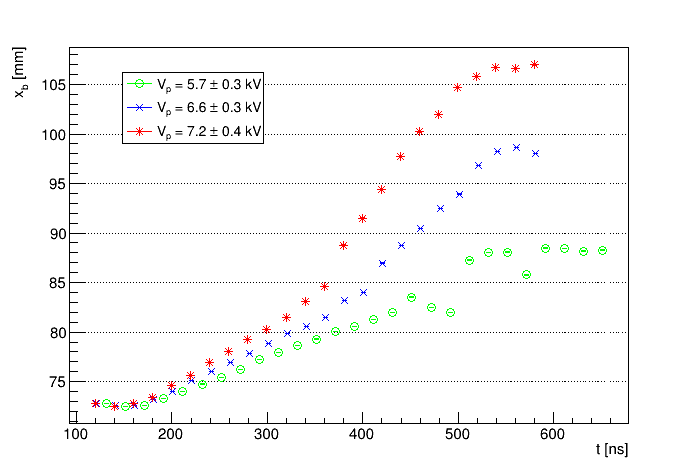 x_b [mm]
V_p = 5.7 ± 0.3 kV
V_p = 6.6 ± 0.3 kV
V_p = 7.2 ± 0.4 kV
105
100
95
90
85
80
75
100 200 300 400 500 600
t [ns]